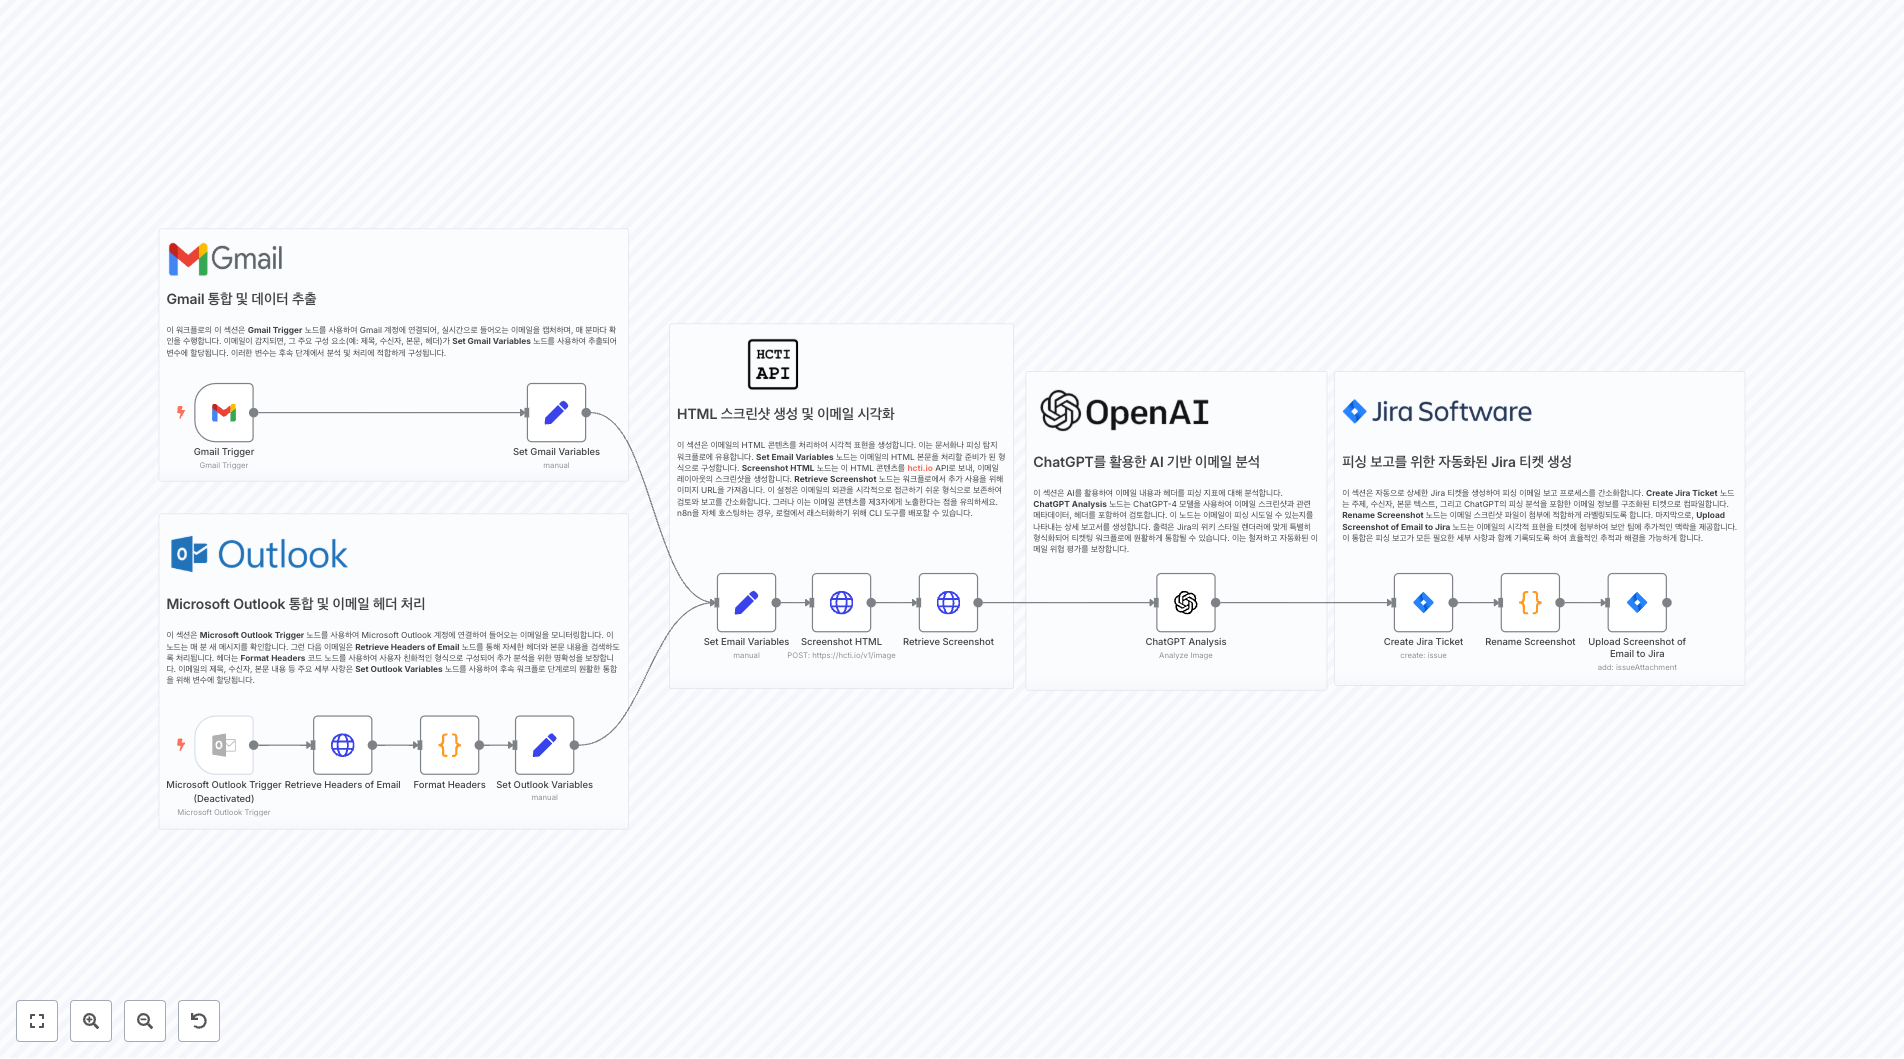 Gmail
Gmail 통합 및 데이터 추출
이 워크플로의 이 섹션은 Gmail Trigger 노드를 사용하여 Gmail 계정에 연결되어, 실시간으로 들어오는 이메일을 캡처하며, 매 분마다 확
인을 수행합니다. 이메일이 감지되면, 그 주요 구성 요소(예: 제목, 수신자, 본문, 헤더)가 Set Gmail Variables 노드를 사용하여 추출되어
변수에 할당됩니다. 이러한 변수는 후속 단계에서 분석 및 처리에 적합하게 구성됩니다.
Gmail Trigger
Gmail Trigger
Set Gmail Variables
manual
Outlook
Microsoft Outlook 통합 및 이메일 헤더 처리
이 섹션은 Microsoft Outlook Trigger 노드를 사용하여 Microsoft Outlook 계정에 연결하여 들어오는 이메일을 모니터링합니다. 이
노드는 매 분 새 메시지를 확인합니다. 그런 다음 이메일은 Retrieve Headers of Email 노드를 통해 자세한 헤더와 본문 내용을 검색하도
록 처리됩니다. 헤더는 Format Headers 코드 노드를 사용하여 사용자 친화적인 형식으로 구성되어 추가 분석을 위한 명확성을 보장합니
다. 이메일의 제목, 수신자, 본문 내용 등 주요 세부 사항은 Set Outlook Variables 노드를 사용하여 후속 워크플로 단계로의 원활한 통합
을 위해 변수에 할당됩니다.
Microsoft Outlook Trigger
(Deactivated)
Microsoft Outlook Trigger
Retrieve Headers of Email
Format Headers
Set Outlook Variables
manual
HCTI
API
HTML 스크린샷 생성 및 이메일 시각화
이 섹션은 이메일의 HTML 콘텐츠를 처리하여 시각적 표현을 생성합니다. 이는 문서화나 피싱 탐지
워크플로에 유용합니다. Set Email Variables 노드는 이메일의 HTML 본문을 처리할 준비가 된 형
식으로 구성합니다. Screenshot HTML 노드는 이 HTML 콘텐츠를 hcti.io API로 보내, 이메일
레이아웃의 스크린샷을 생성합니다. Retrieve Screenshot 노드는 워크플로에서 추가 사용을 위해
이미지 URL을 가져옵니다. 이 설정은 이메일의 외관을 시각적으로 접근하기 쉬운 형식으로 보존하여
검토와 보고를 간소화합니다. 그러나 이는 이메일 콘텐츠를 제3자에게 노출한다는 점을 유의하세요.
n8n을 자체 호스팅하는 경우, 로컬에서 래스터화하기 위해 CLI 도구를 배포할 수 있습니다.
Set Email Variables
manual
Screenshot HTML
POST: https://hcti.io/v1/image
Retrieve Screenshot
OpenAI
ChatGPT를 활용한 AI 기반 이메일 분석
이 섹션은 AI를 활용하여 이메일 내용과 헤더를 피싱 지표에 대해 분석합니다.
ChatGPT Analysis 노드는 ChatGPT-4 모델을 사용하여 이메일 스크린샷과 관련
메타데이터, 헤더를 포함하여 검토합니다. 이 노드는 이메일이 피싱 시도일 수 있는지를
나타내는 상세 보고서를 생성합니다. 출력은 Jira의 위키 스타일 렌더러에 맞게 특별히
형식화되어 티켓팅 워크플로에 원활하게 통합될 수 있습니다. 이는 철저하고 자동화된 이
메일 위협 평가를 보장합니다.
ChatGPT Analysis
Analyze Image
Jira Software
피싱 보고를 위한 자동화된 Jira 티켓 생성
이 섹션은 자동으로 상세한 Jira 티켓을 생성하여 피싱 이메일 보고 프로세스를 간소화합니다. Create Jira Ticket 노드
는 주제, 수신자, 본문 텍스트, 그리고 ChatGPT의 피싱 분석을 포함한 이메일 정보를 구조화된 티켓으로 컴파일합니다.
Rename Screenshot 노드는 이메일 스크린샷 파일이 첨부에 적합하게 라벨링되도록 합니다. 마지막으로, Upload
Screenshot of Email to Jira 노드는 이메일의 시각적 표현을 티켓에 첨부하여 보안 팀에 추가적인 맥락을 제공합니다.
이 통합은 피싱 보고가 모든 필요한 세부 사항과 함께 기록되도록 하여 효율적인 추적과 해결을 가능하게 합니다.
Create Jira Ticket
create: issue
Rename Screenshot
Upload Screenshot of
Email to Jira
add: issueAttachment